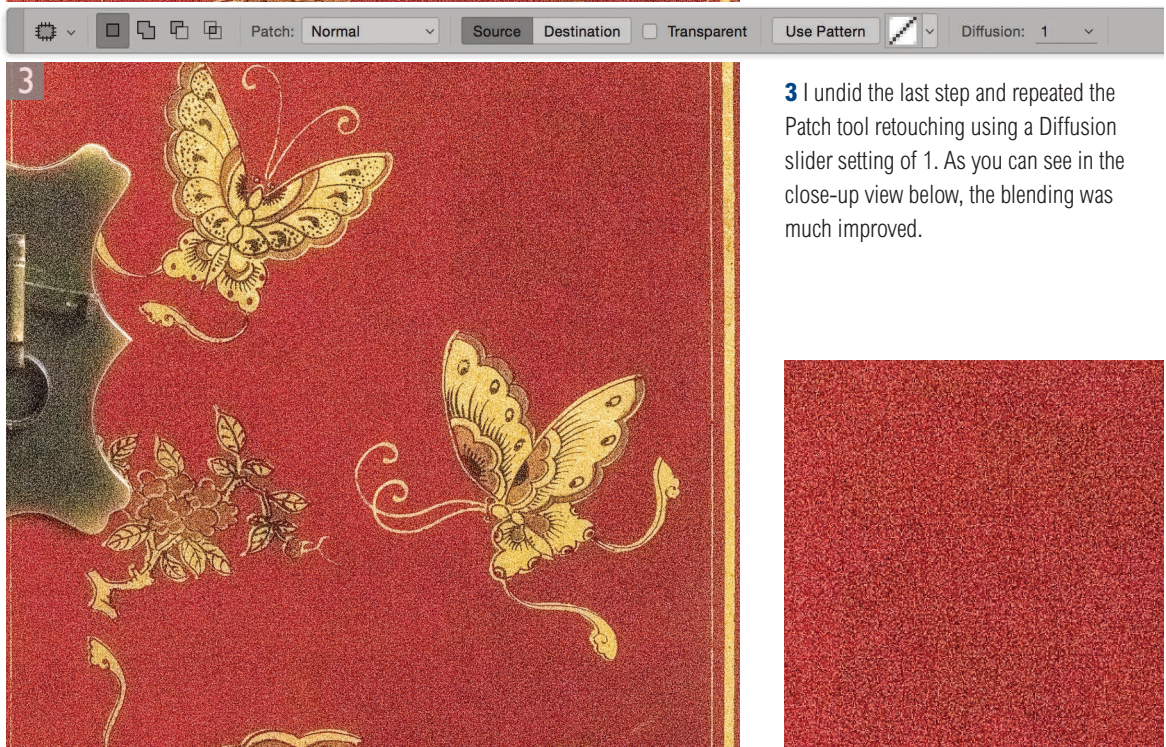 Patch: Normal Source Destination Transparent Use Pattern Diffusion: 1
3
3 I undid the last step and repeated the
Patch tool retouching using a Diffusion
slider setting of 1. As you can see in the
close-up view below, the blending was
much improved.